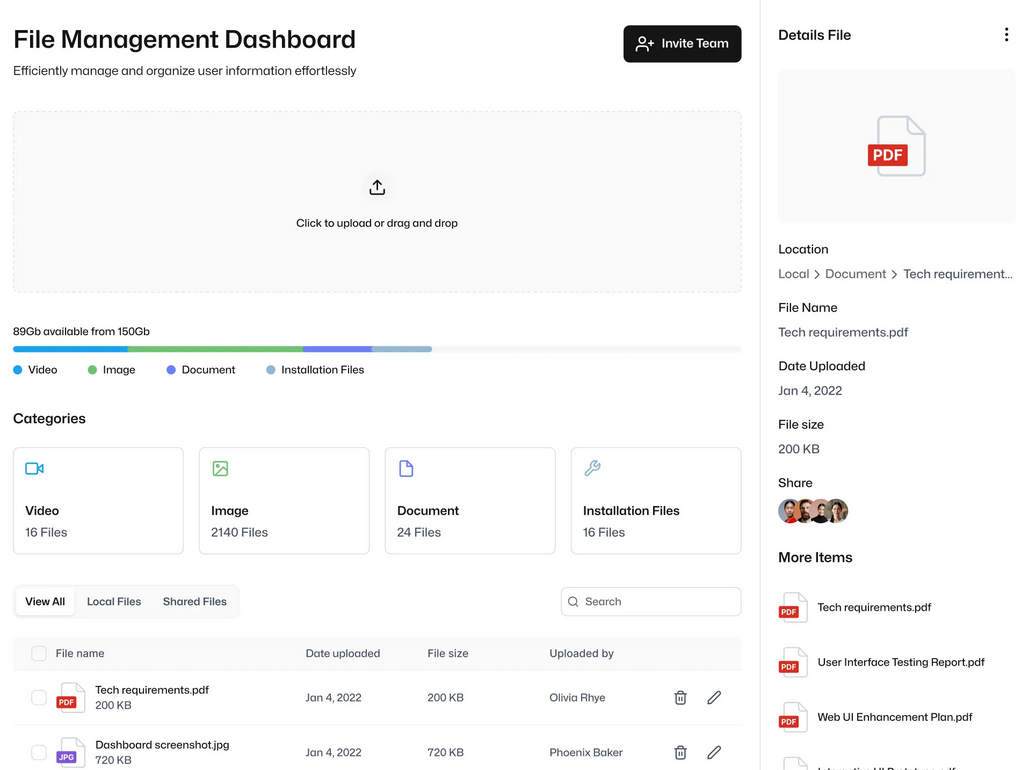 File Management Dashboard
Efficiently manage and organize user information effortlessly
Invite Team
Click to upload or drag and drop
89Gb available from 150Gb
Video
Image
Document
Installation Files
Categories
Video
16 Files
Image
2140 Files
Document
24 Files
Installation Files
16 Files
View All
Local Files
Shared Files
Search
File name
Date uploaded
File size
Uploaded by
PDF
Tech requirements.pdf
200 KB
Jan 4, 2022
200 KB
Olivia Rhye
JPG
Dashboard screenshot.jpg
720 KB
Jan 4, 2022
720 KB
Phoenix Baker
Details File
PDF
Location
Local > Document > Tech requirement...
File Name
Tech requirements.pdf
Date Uploaded
Jan 4, 2022
File size
200 KB
Share
More Items
PDF
Tech requirements.pdf
PDF
User Interface Testing Report.pdf
PDF
Web UI Enhancement Plan.pdf